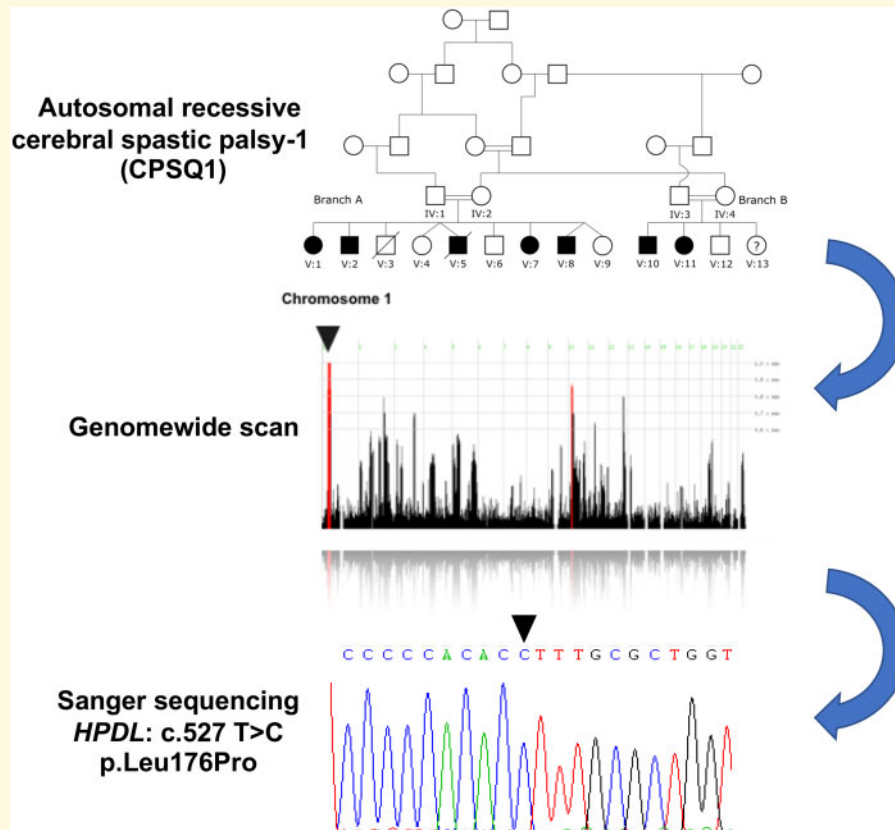 Autosomal recessive
cerebral spastic palsy-1
(CPSQ1)
Branch A
IV:1
IV:2
IV:3
IV:4
Branch B
?
V:1
V:2
V:3
V:4
V:5
V:6
V:7
V:8
V:9
V:10
V:11
V:12
V:13
Chromosome 1
Genomewide scan
C C C C C A C A C C T T T G C G C T G G T
Sanger sequencing
HPDL: c.527 T>C
p.Leu176Pro